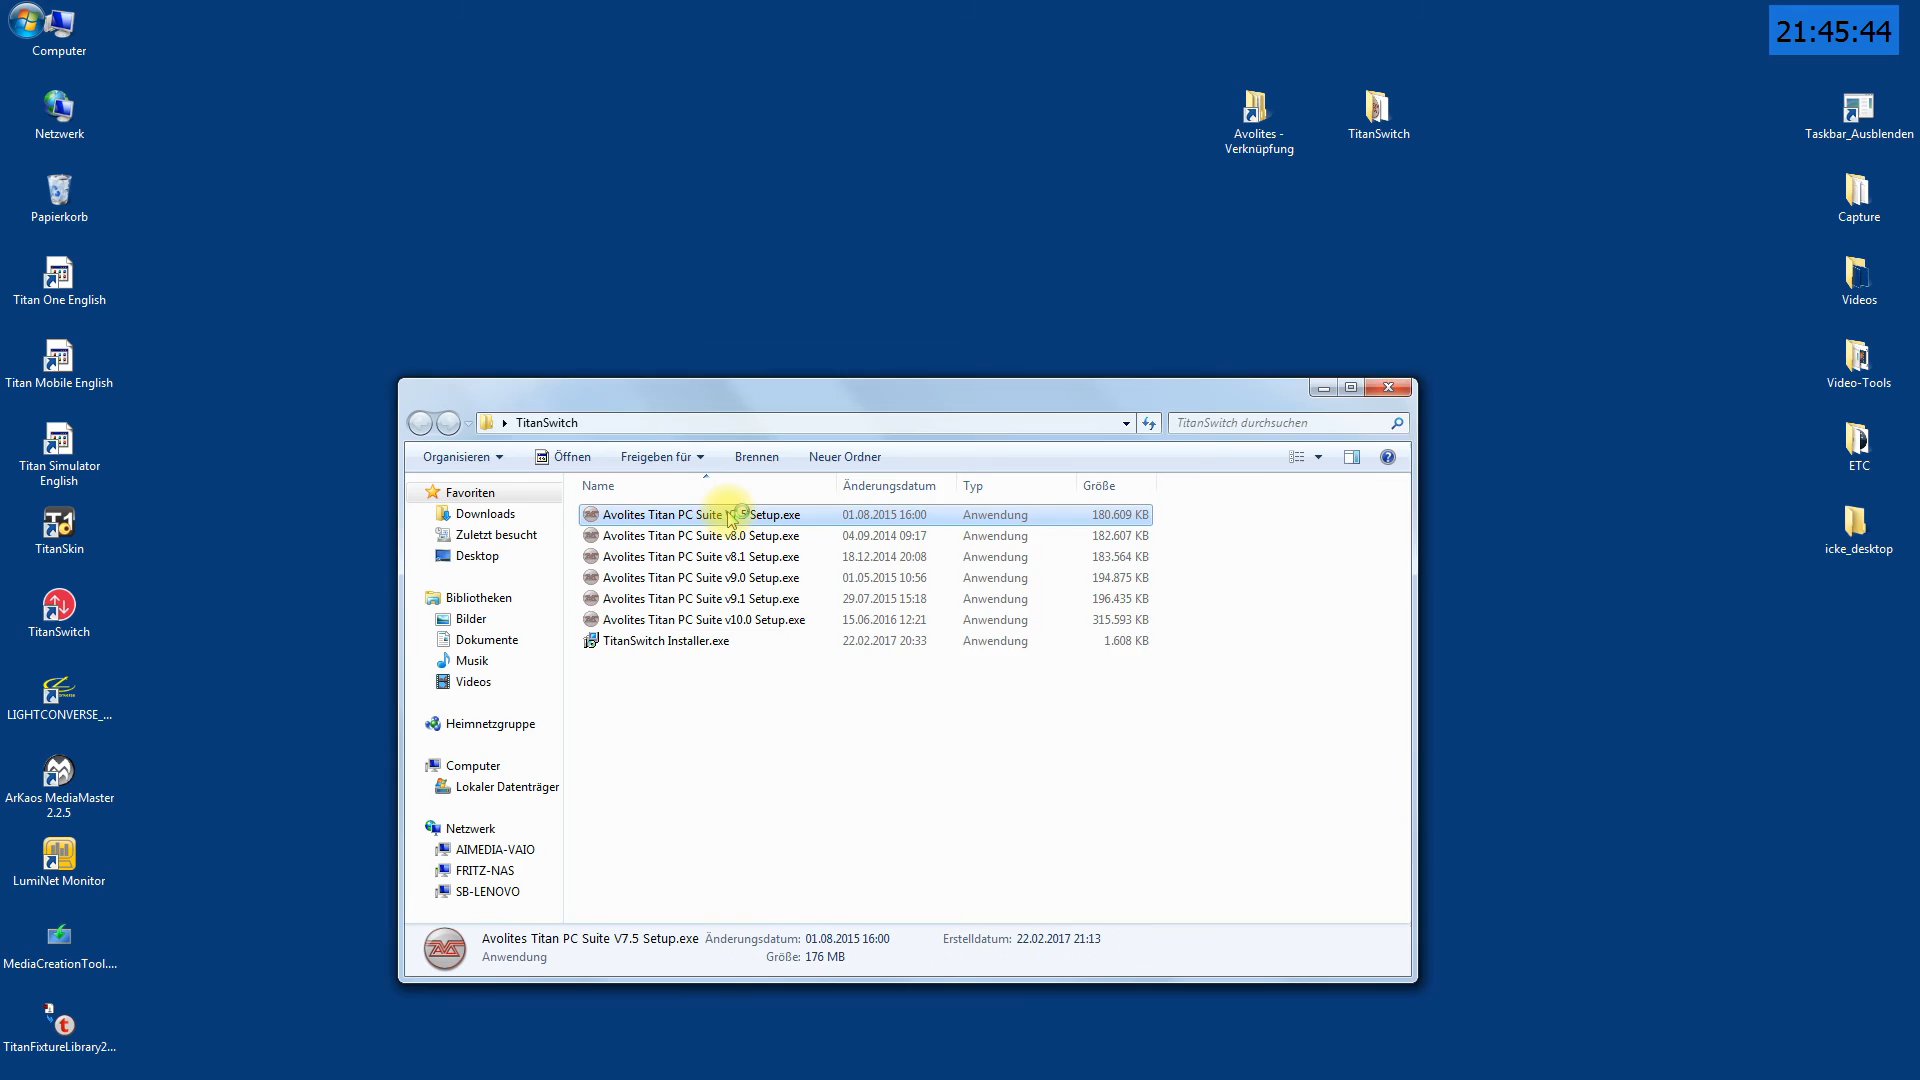 Computer
21:45:44
Netzwerk
Avolites -
Verknüpfung
TitanSwitch
Taskbar_Ausblenden
Papierkorb
Capture
Titan One English
Videos
Titan Mobile English
Video-Tools
Titan Simulator
English
ETC
TitanSkin
icke_desktop
TitanSwitch
LIGHTCONVERSE_...
ArKaos MediaMaster
2.2.5
LumiNet Monitor
MediaCreationTool....
TitanFixtureLibrary2...
TitanSwitch
TitanSwitch durchsuchen
Organisieren Öffnen Freigeben für Brennen Neuer Ordner
Name Änderungsdatum Typ Größe
Avolites Titan PC Suite Setup.exe 01.08.2015 16:00 Anwendung 180.609 KB
Avolites Titan PC Suite v8.0 Setup.exe 04.09.2014 09:17 Anwendung 182.607 KB
Avolites Titan PC Suite v8.1 Setup.exe 18.12.2014 20:08 Anwendung 183.564 KB
Avolites Titan PC Suite v9.0 Setup.exe 01.05.2015 10:56 Anwendung 194.875 KB
Avolites Titan PC Suite v9.1 Setup.exe 29.07.2015 15:18 Anwendung 196.435 KB
Avolites Titan PC Suite v10.0 Setup.exe 15.06.2016 12:21 Anwendung 315.593 KB
TitanSwitch Installer.exe 22.02.2017 20:33 Anwendung 1.608 KB
Favoriten
Downloads
Zuletzt besucht
Desktop
Bibliotheken
Bilder
Dokumente
Musik
Videos
Heimnetzgruppe
Computer
Lokaler Datenträger
Netzwerk
AIMEDIA-VAIO
FRITZ-NAS
SB-LENOVO
Avolites Titan PC Suite V7.5 Setup.exe Änderungsdatum: 01.08.2015 16:00 Erstelldatum: 22.02.2017 21:13
Anwendung Größe: 176 MB